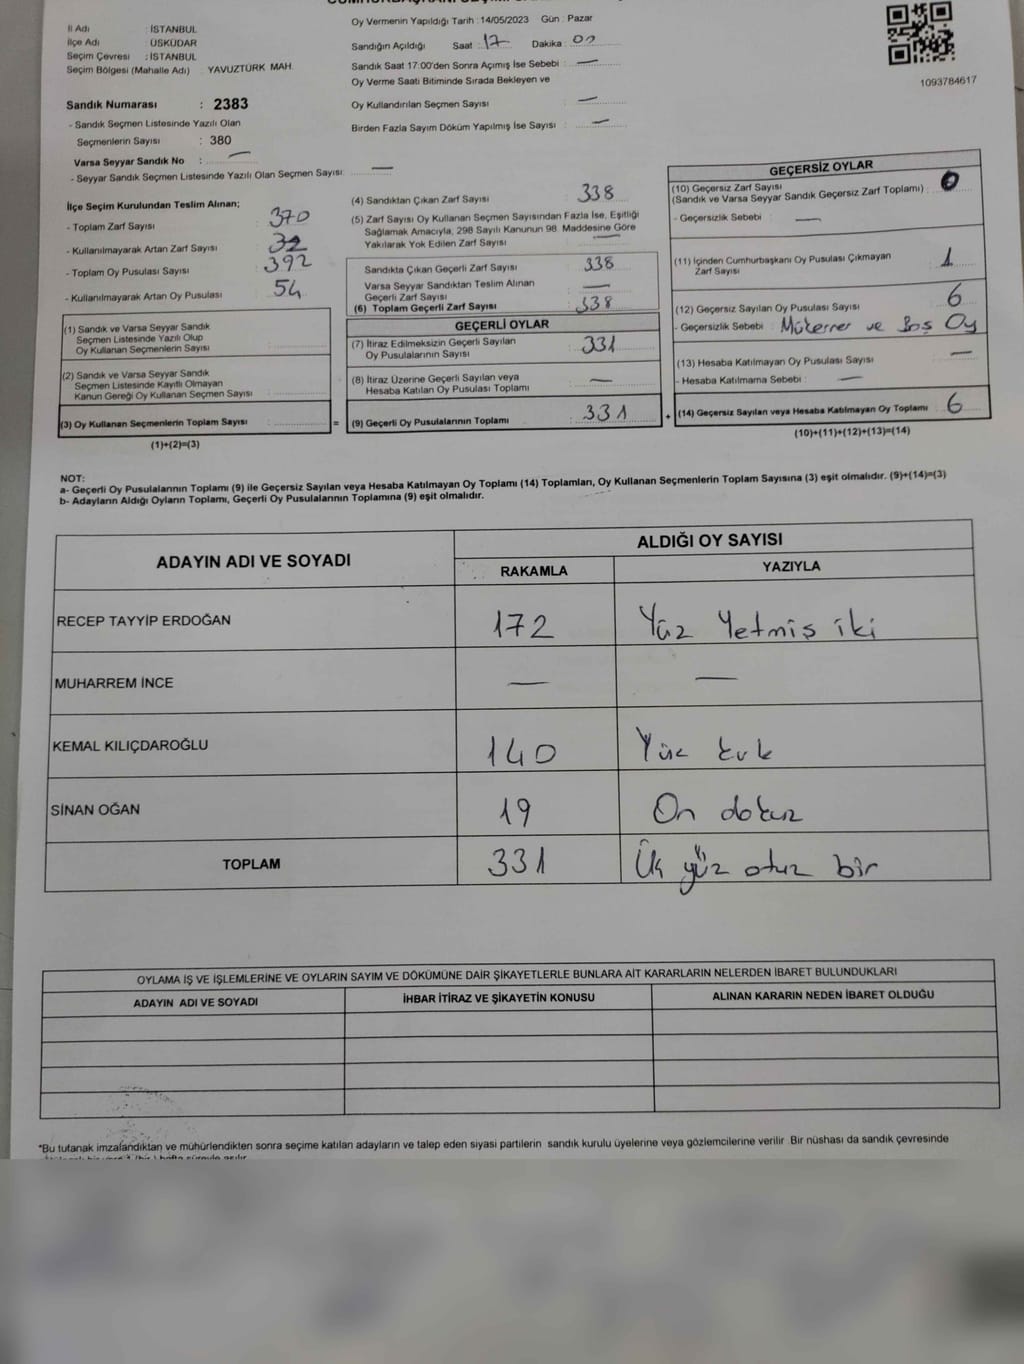 İl Adı : İSTANBUL
İlçe Adı : ÜSKÜDAR
Seçim Çevresi : İSTANBUL
Seçim Bölgesi (Mahalle Adı) : YAVUZTÜRK MAH.
Sandık Numarası : 2383
- Sandık Seçmen Listesinde Yazılı Olan
Seçmenlerin Sayısı : 380
Varsa Seyyar Sandık No : —
- Seyyar Sandık Seçmen Listesinde Yazılı Olan Seçmen Sayısı: —
Oy Vermenin Yapıldığı Tarih : 14/05/2023 Gün : Pazar
Sandığın Açıldığı Saat : 17 Dakika : 00
Sandık Saat 17:00'den Sonra Açımış İse Sebebi : —
Oy Verme Saati Bitiminde Sırada Bekleyen ve
Oy Kullandırılan Seçmen Sayısı —
Birden Fazla Sayım Döküm Yapılmış İse Sayısı : —
1093784617
İlçe Seçim Kurulundan Teslim Alınan;
- Toplam Zarf Sayısı : 370
- Kullanılmayarak Artan Zarf Sayısı : 32
- Toplam Oy Pusulası Sayısı : 392
- Kullanılmayarak Artan Oy Pusulası : 54
(1) Sandık ve Varsa Seyyar Sandık
Seçmen Listesinde Yazılı Olup
Oy Kullanan Seçmenlerin Sayısı :
(2) Sandık ve Varsa Seyyar Sandık
Seçmen Listesinde Kayıtlı Olmayan
Kanun Gereği Oy Kullanan Seçmen Sayısı :
(3) Oy Kullanan Seçmenlerin Toplam Sayısı :
(1)+(2)=(3)
(4) Sandıktan Çıkan Zarf Sayısı : 338
(5) Zarf Sayısı Oy Kullanan Seçmen Sayısından Fazla İse, Eşitliği
Sağlamak Amacıyla, 298 Sayılı Kanunun 98. Maddesine Göre
Yakılarak Yok Edilen Zarf Sayısı : —
Sandıkta Çıkan Geçerli Zarf Sayısı : 338
Varsa Seyyar Sandıktan Teslim Alınan
Geçerli Zarf Sayısı : —
(6) Toplam Geçerli Zarf Sayısı : 338
GEÇERLİ OYLAR
(7) İtiraz Edilmeksizin Geçerli Sayılan
Oy Pusulalarının Sayısı : 331
(8) İtiraz Üzerine Geçerli Sayılan veya
Hesaba Katılan Oy Pusulası Toplamı : —
= (9) Geçerli Oy Pusulalarının Toplamı : 331
GEÇERSİZ OYLAR
(10) Geçersiz Zarf Sayısı
(Sandık ve Varsa Seyyar Sandık Geçersiz Zarf Toplamı) : 0
- Geçersizlik Sebebi : —
(11) İçinden Cumhurbaşkanı Oy Pusulası Çıkmayan
Zarf Sayısı : 1
(12) Geçersiz Sayılan Oy Pusulası Sayısı : 6
- Geçersizlik Sebebi : Mükerrer ve Boş Oy
(13) Hesaba Katılmayan Oy Pusulası Sayısı : —
- Hesaba Katılmama Sebebi : —
+ (14) Geçersiz Sayılan veya Hesaba Katılmayan Oy Toplamı : 6
(10)+(11)+(12)+(13)=(14)
NOT:
a- Geçerli Oy Pusulalarının Toplamı (9) ile Geçersiz Sayılan veya Hesaba Katılmayan Oy Toplamı (14) Toplamları, Oy Kullanan Seçmenlerin Toplam Sayısına (3) eşit olmalıdır. (9)+(14)=(3)
b- Adayların Aldığı Oyların Toplamı, Geçerli Oy Pusulalarının Toplamına (9) eşit olmalıdır.
ADAYIN ADI VE SOYADI ALDIĞI OY SAYISI
RAKAMLA YAZIYLA
RECEP TAYYİP ERDOĞAN 172 Yüz Yetmis iki
MUHARREM İNCE — —
KEMAL KILIÇDAROĞLU 140 Yüz kırk
SİNAN OĞAN 19 On dokuz
TOPLAM 331 Üç yüz otuz bir
OYLAMA İŞ VE İŞLEMLERİNE VE OYLARIN SAYIM VE DÖKÜMÜNE DAİR ŞİKAYETLERLE BUNLARA AİT KARARLARIN NELERDEN İBARET BULUNDUKLARI
ADAYIN ADI VE SOYADI İHBAR İTİRAZ VE ŞİKAYETİN KONUSU ALINAN KARARIN NEDEN İBARET OLDUĞU
*Bu tutanak imzalandıktan ve mühürlendikten sonra seçime katılan adayların ve talep eden siyasi partilerin sandık kurulu üyelerine veya gözlemcilerine verilir. Bir nüshası da sandık çevresinde